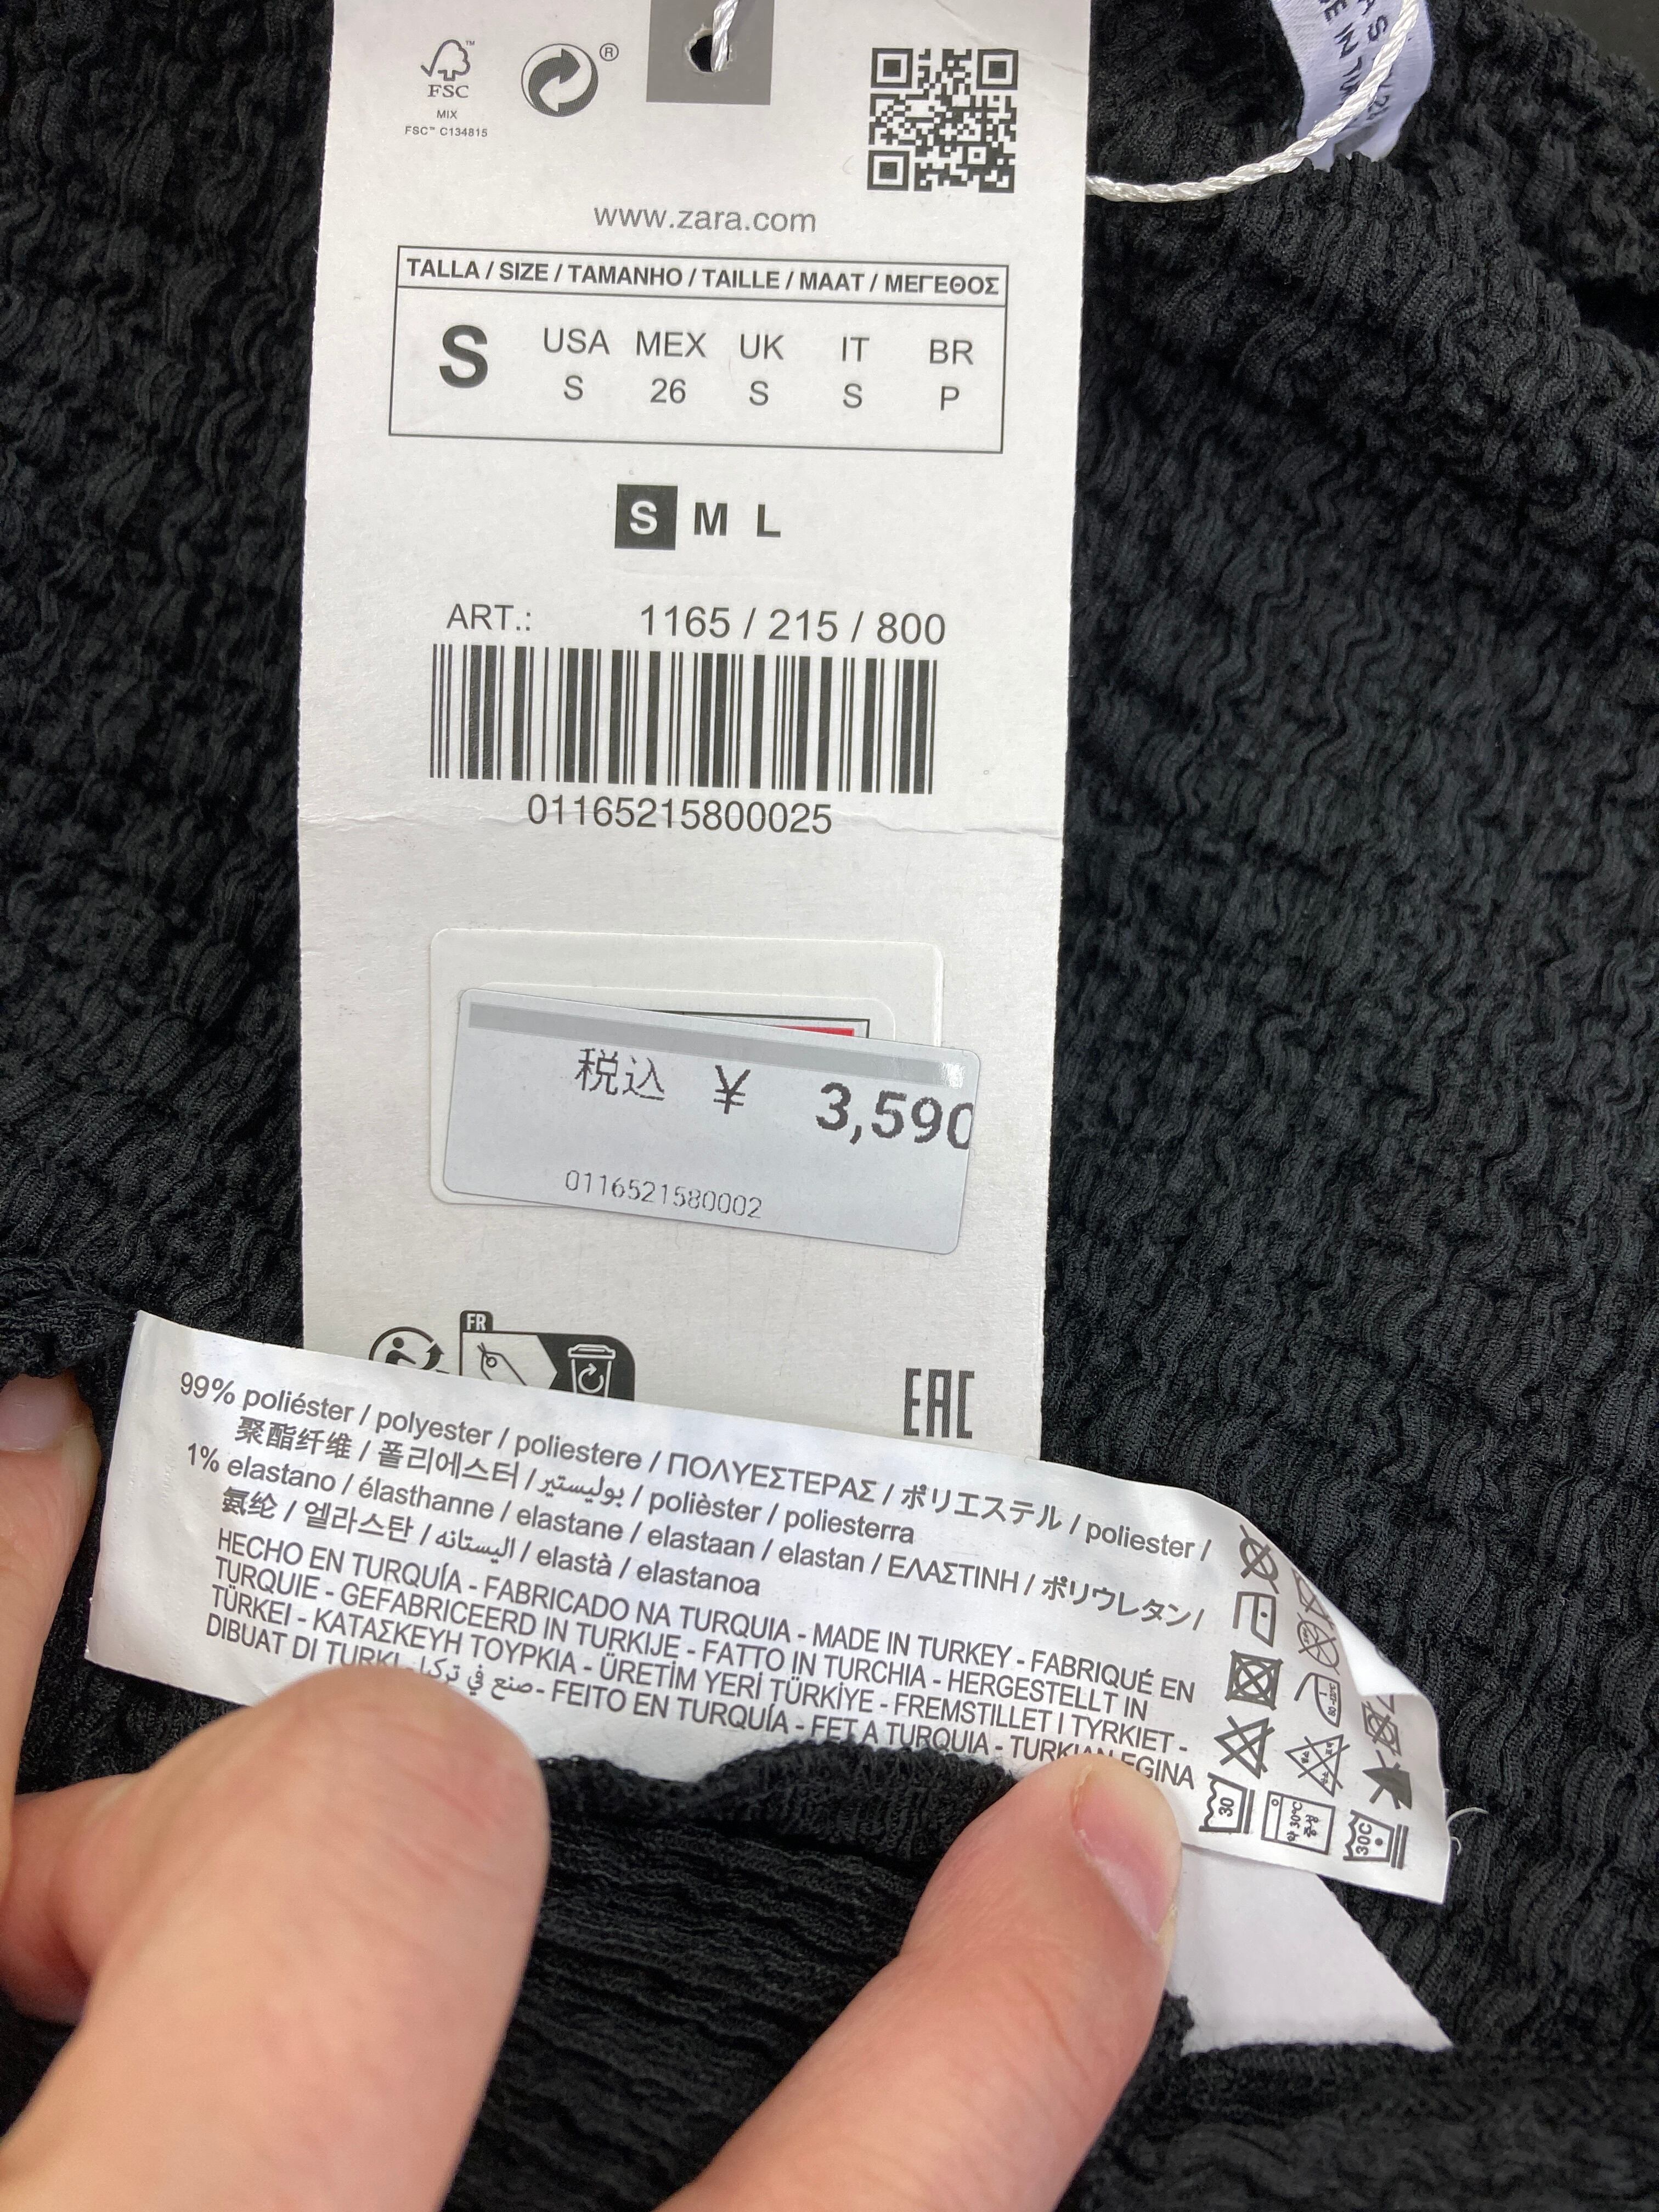 FSC™
MIX
FSC™ C134815
®
www.zara.com
TALLA / SIZE / TAMANHO / TAILLE / MAAT / ΜΕΓΕΘΟΣ
S USA MEX UK IT BR
S 26 S S P
S M L
ART.: 1165 / 215 / 800
01165215800025
税込 ¥ 3,590
0116521580002
FR
EAC
99% poliéster / polyester / poliestere / ΠΟΛΥΕΣΤΕΡΑΣ / ポリエステル / poliester /
聚酯纤维 / 폴리에스터 / بوليستير / polièster / poliesterra
1% elastano / élasthanne / elastane / elastaan / elastan / ΕΛΑΣΤΙΝΗ / ポリウレタン /
氨纶 / 엘라스탄 / اليستانه / elastà / elastanoa
HECHO EN TURQUÍA - FABRICADO NA TURQUIA - MADE IN TURKEY - FABRIQUÉ EN
TURQUIE - GEFABRICEERD IN TURKIJE - FATTO IN TURCHIA - HERGESTELLT IN
TÜRKEI - ΚΑΤΑΣΚΕΥΗ ΤΟΥΡΚΙΑ - ÜRETİM YERİ TÜRKİYE - FREMSTILLET I TYRKIET -
DIBUAT DI TURKI - صنع في تركيا - FEITO EN TURQUÍA - FET A TURQUIA -
30
30℃
30C